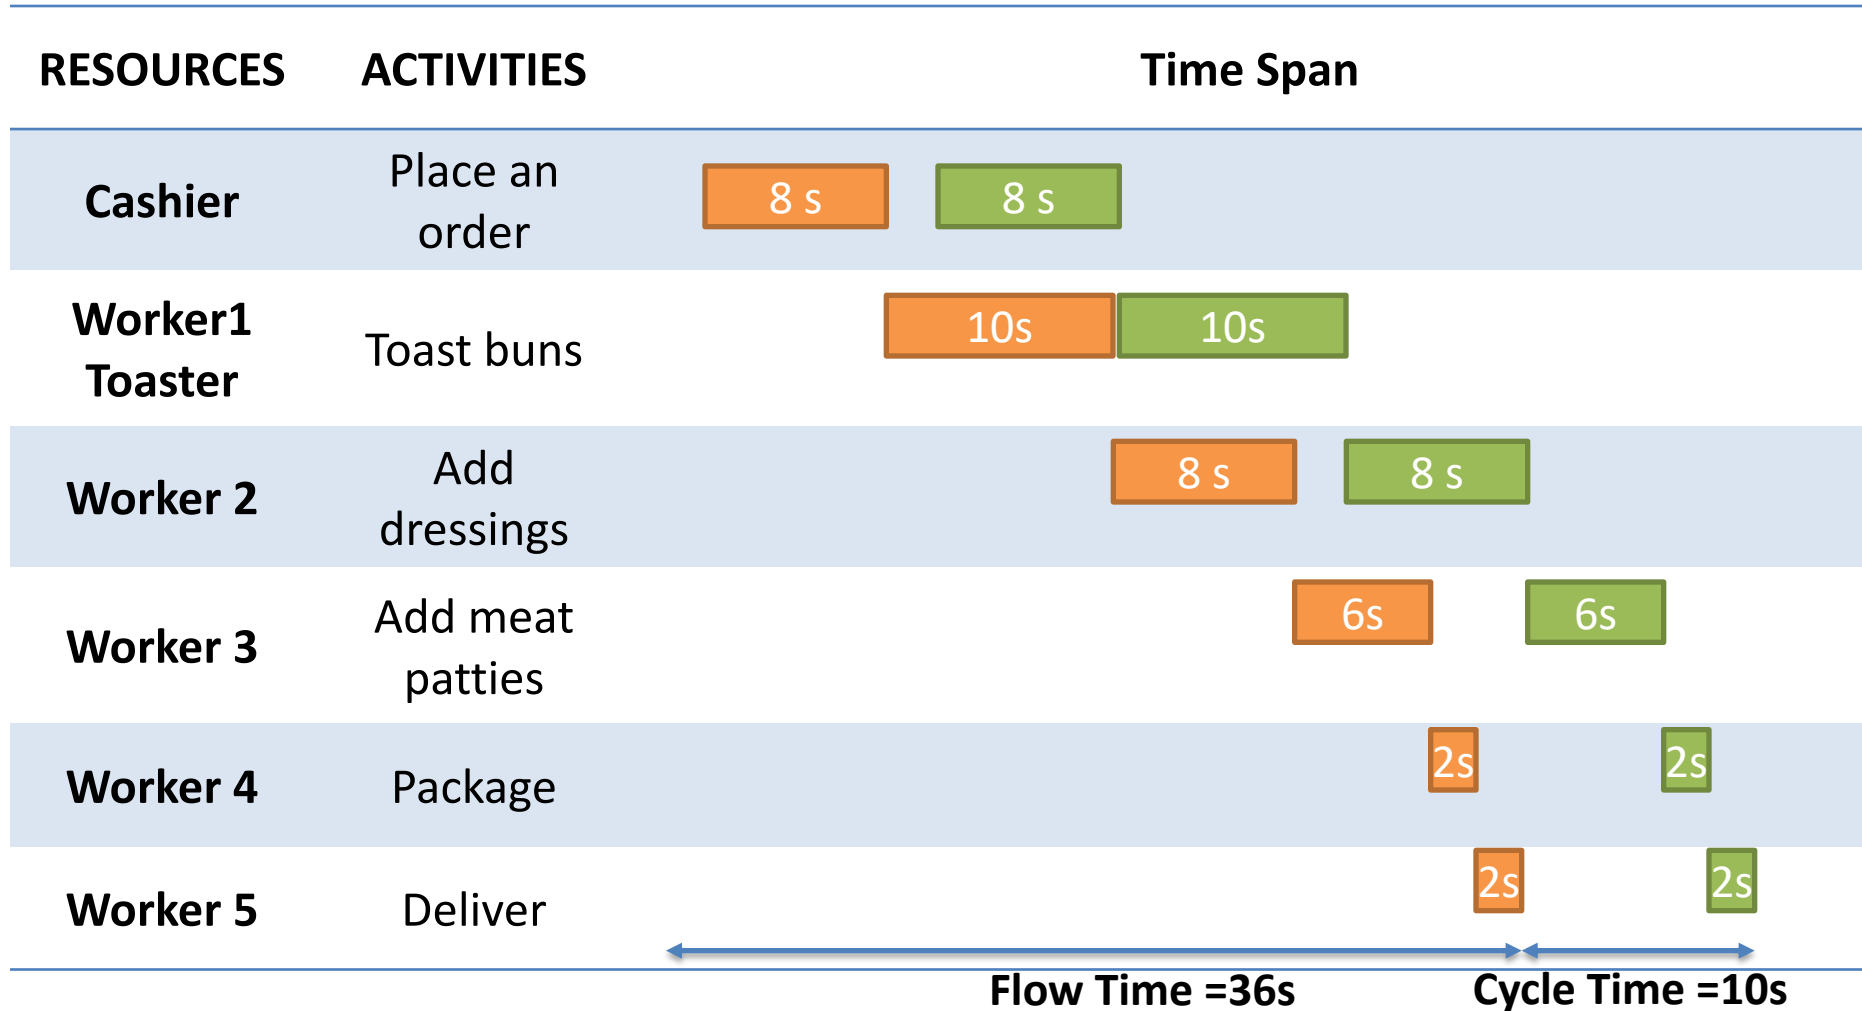 RESOURCES ACTIVITIES Time Span
Cashier
Place an
order
8 s 8 s
Worker1
Toaster
Toast buns
10s 10s
Worker 2
Add
dressings
8 s 8 s
Worker 3
Add meat
patties
6s 6s
Worker 4
Package
2s 2s
Worker 5
Deliver
2s 2s
Flow Time =36s Cycle Time =10s